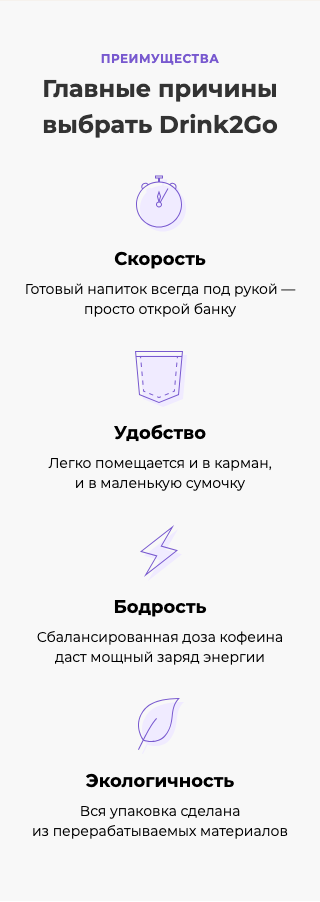 ПРЕИМУЩЕСТВА
Главные причины
выбрать Drink2Go
Скорость
Готовый напиток всегда под рукой —
просто открой банку
Удобство
Легко помещается и в карман,
и в маленькую сумочку
Бодрость
Сбалансированная доза кофеина
даст мощный заряд энергии
Экологичность
Вся упаковка сделана
из перерабатываемых материалов